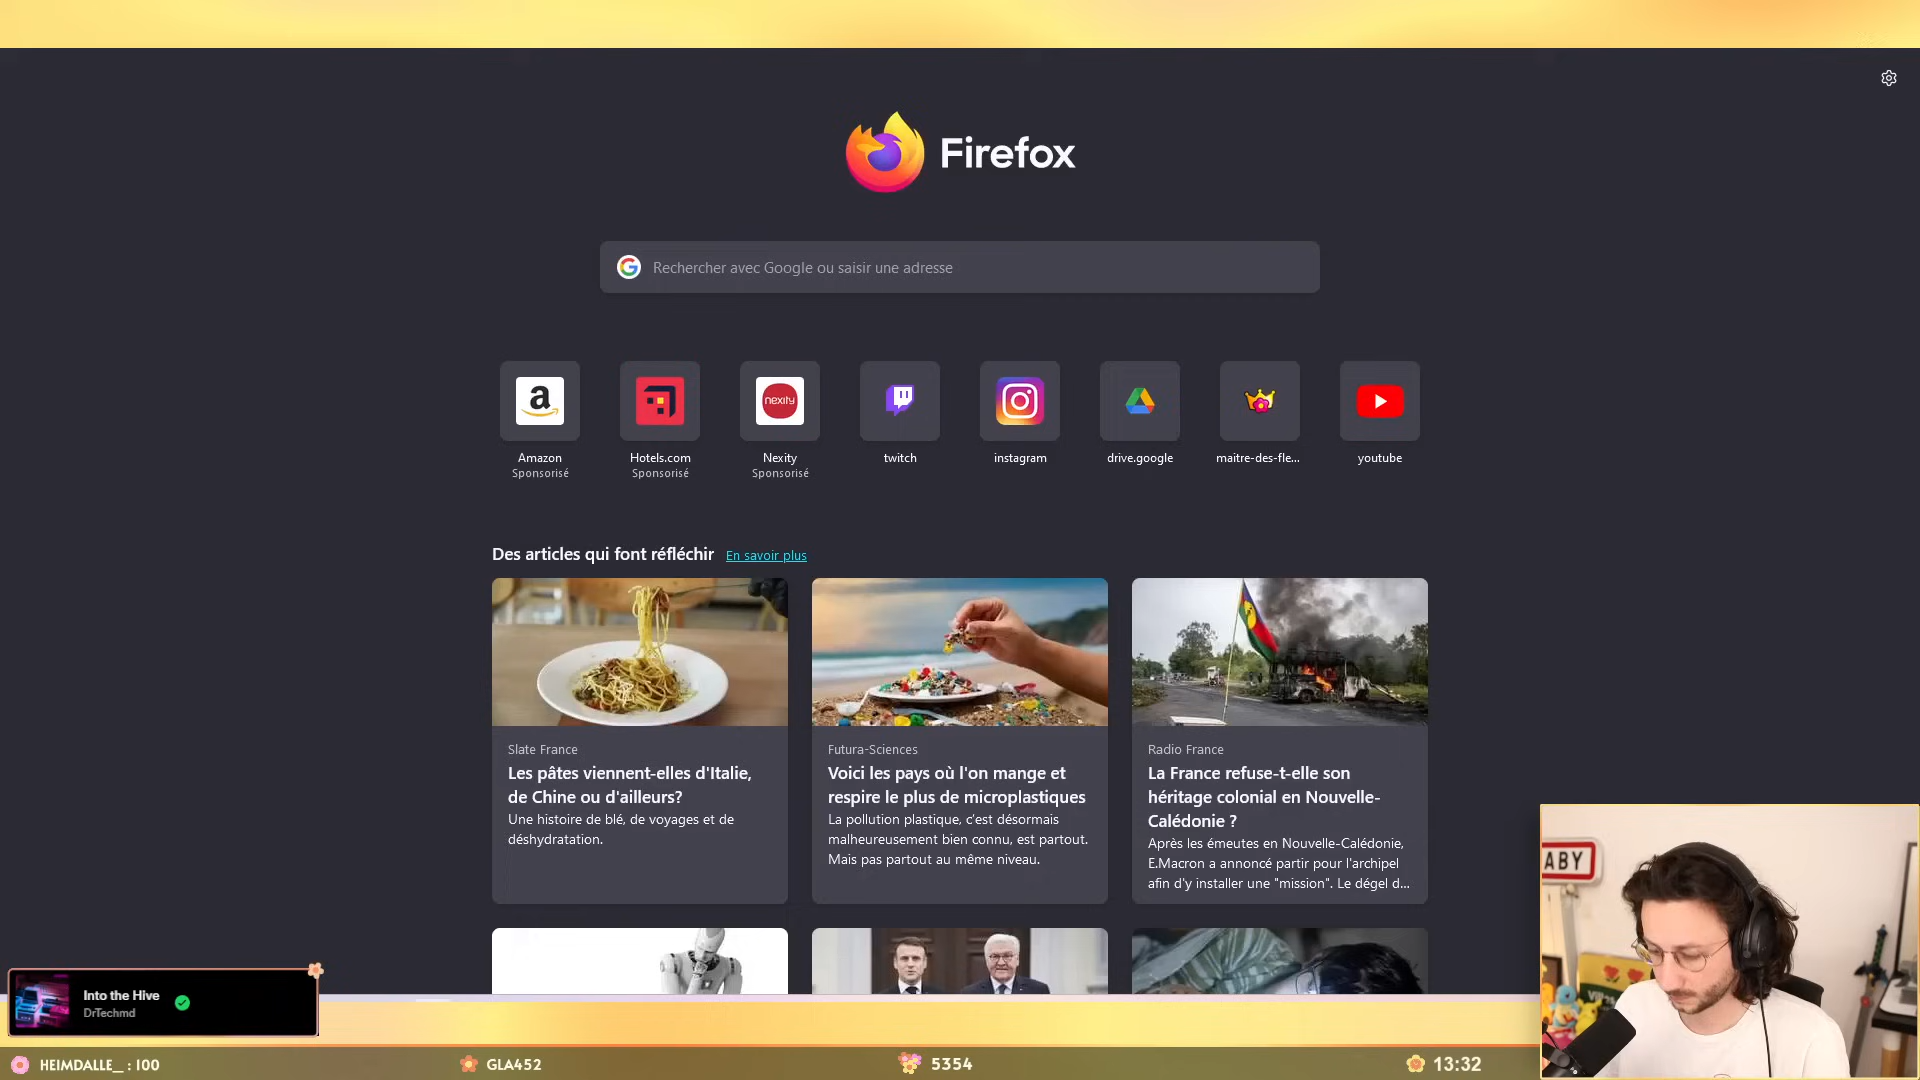 Firefox
Rechercher avec Google ou saisir une adresse
a
nexity
Amazon
Sponsorisé
Hotels.com
Sponsorisé
Nexity
Sponsorisé
twitch
instagram
drive.google
maitre-des-fle...
youtube
Des articles qui font réfléchir En savoir plus
Slate France
Les pâtes viennent-elles d'Italie,
de Chine ou d'ailleurs?
Une histoire de blé, de voyages et de
déshydratation.
Futura-Sciences
Voici les pays où l'on mange et
respire le plus de microplastiques
La pollution plastique, c'est désormais
malheureusement bien connu, est partout.
Mais pas partout au même niveau.
Radio France
La France refuse-t-elle son
héritage colonial en Nouvelle-
Calédonie ?
Après les émeutes en Nouvelle-Calédonie,
E.Macron a annoncé partir pour l'archipel
afin d'y installer une "mission". Le dégel d...
ABY
Into the Hive
DrTechmd
HEIMDALLE_ : 100
GLA452
5354
13:32